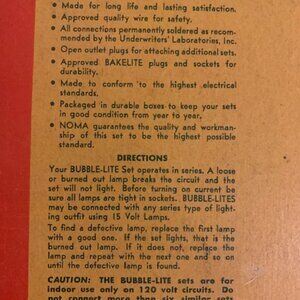 • Made for long life and lasting satisfaction.
• Approved quality wire for safety.
• All connections permanently soldered as recom-
mended by the Underwriters' Laboratories, Inc.
• Open outlet plugs for attaching additional sets.
• Approved BAKELITE plugs and sockets for
durability.
• Made to conform to the highest electrical
standards.
• Packaged in durable boxes to keep your sets
in good condition from year to year.
• NOMA guarantees the quality and workman-
ship of this set to be the highest possible
standard.
DIRECTIONS
Your BUBBLE-LITE Set operates in series. A loose
or burned out lamp breaks the circuit and the
set will not light. Before turning on current be
sure all lamps are tight in sockets. BUBBLE-LITES
may be connected with any series type of light-
ing outfit using 15 Volt Lamps.
To find a defective lamp, replace the first lamp
with a good one. If the set lights, that is the
burned out lamp. If it does not, replace the
lamp and repeat with the next one and so on
until the defective lamp is found.
CAUTION: THE BUBBLE-LITE sets are for
indoor use only on 120 volt circuits. Do
not connect more than six similar sets